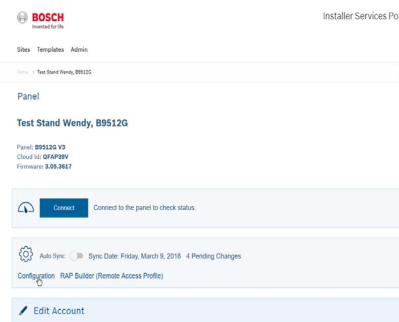 BOSCH
Invented for life
Installer Services Po
Sites Templates Admin
Home > Test Stand Wendy, B9512G
Panel
Test Stand Wendy, B9512G
Panel: B9512G V3
Cloud Id: QFAP39V
Firmware: 3.05.3617
Connect Connect to the panel to check status.
Auto Sync: Sync Date: Friday, March 9, 2018 4 Pending Changes
Configuration RAP Builder (Remote Access Profile)
Edit Account